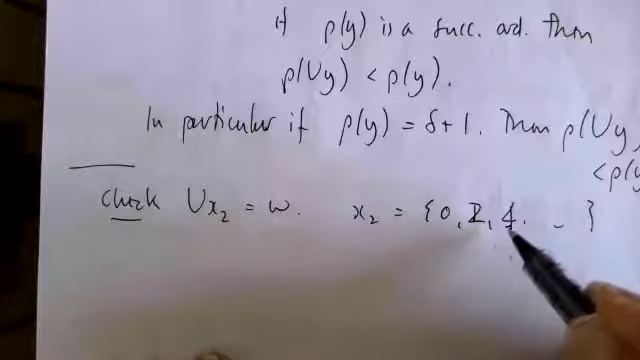 If ρ(y) is a succ. ord. then
ρ(∪y) < ρ(y).
In particular if ρ(y) = δ+1. Then ρ(∪y)
< ρ(y
check ∪x₂ = ω. x₂ = {0, 2, 4. . }